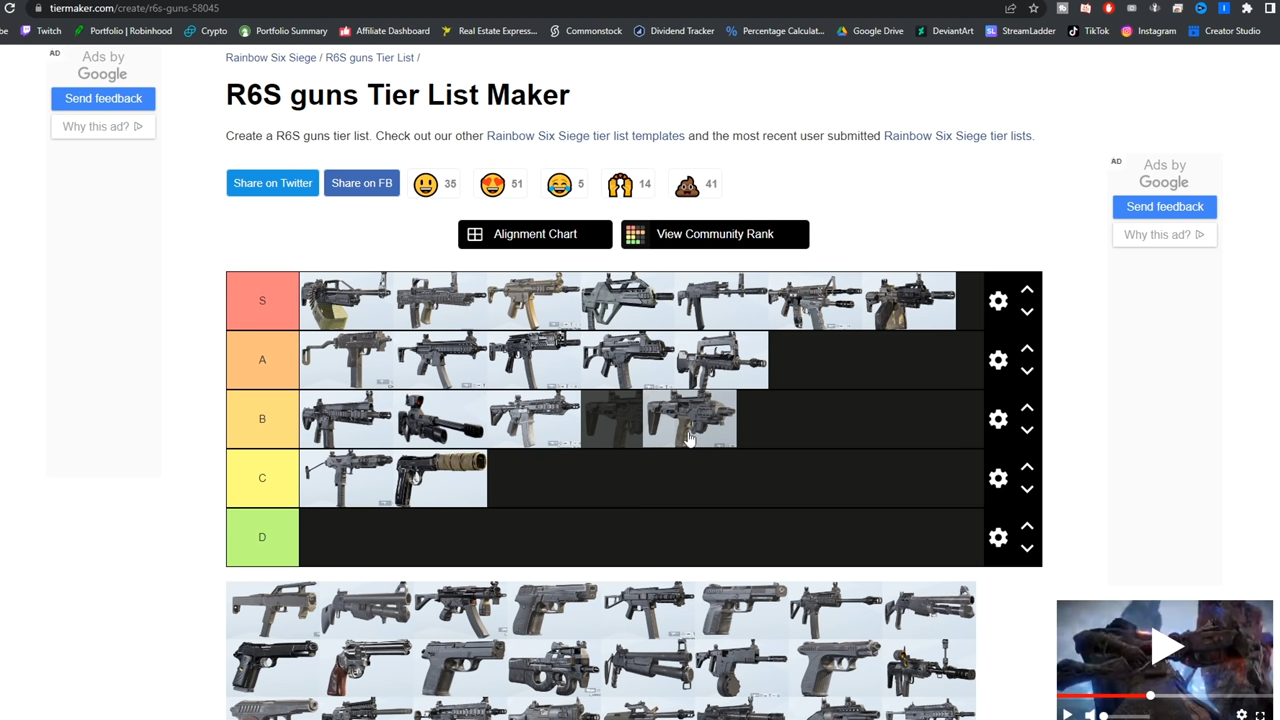 tiermaker.com/create/r6s-guns-58045
be Twitch Portfolio | Robinhood Crypto Portfolio Summary Affiliate Dashboard Real Estate Express... Commonstock Dividend Tracker Percentage Calculat... Google Drive DeviantArt StreamLadder TikTok Instagram Creator Studio
AD
Ads by
Google
Send feedback
Why this ad?
Rainbow Six Siege / R6S guns Tier List /
R6S guns Tier List Maker
Create a R6S guns tier list. Check out our other Rainbow Six Siege tier list templates and the most recent user submitted Rainbow Six Siege tier lists.
Share on Twitter Share on FB 35 51 5 14 41
AD
Ads by
Google
Send feedback
Why this ad?
Alignment Chart View Community Rank
S
A
B
C
D